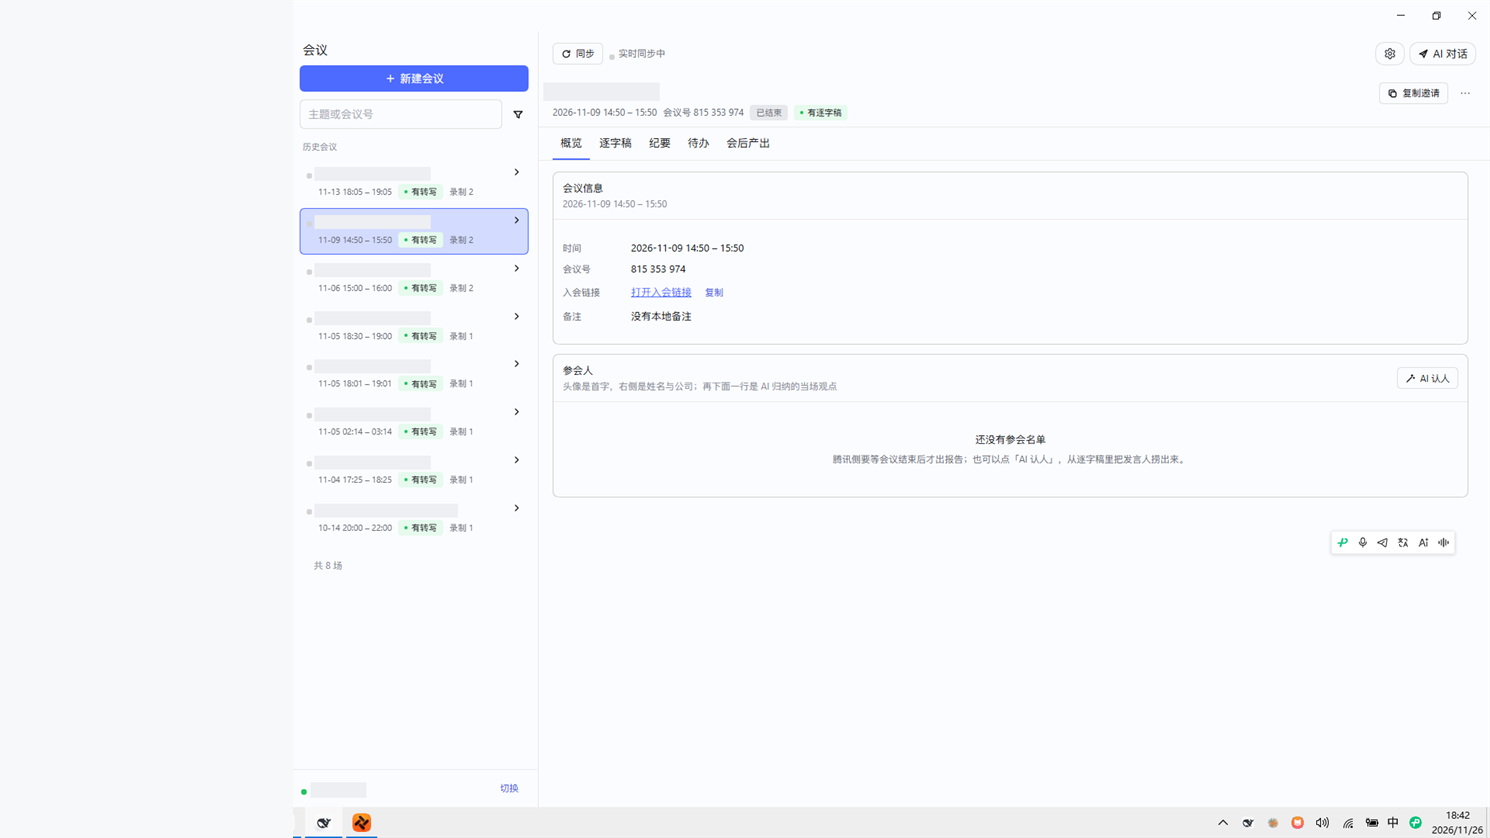 会议
+ 新建会议
主题或会议号
历史会议
11-13 18:05 – 19:05 有转写 录制 2
11-09 14:50 – 15:50 有转写 录制 2
11-06 15:00 – 16:00 有转写 录制 2
11-05 18:30 – 19:00 有转写 录制 1
11-05 18:01 – 19:01 有转写 录制 1
11-05 02:14 – 03:14 有转写 录制 1
11-04 17:25 – 18:25 有转写 录制 1
10-14 20:00 – 22:00 有转写 录制 1
共 8 场
切换
同步 实时同步中
AI 对话
复制邀请 ···
2026-11-09 14:50 – 15:50 会议号 815 353 974 已结束 有逐字稿
概览 逐字稿 纪要 待办 会后产出
会议信息
2026-11-09 14:50 – 15:50
时间 2026-11-09 14:50 – 15:50
会议号 815 353 974
入会链接 打开入会链接 复制
备注 没有本地备注
参会人
头像是首字，右侧是姓名与公司；再下面一行是 AI 归纳的当场观点
AI 认人
还没有参会名单
腾讯侧要等会议结束后才出报告；也可以点「AI 认人」，从逐字稿里把发言人捞出来。
AI
中
18:42
2026/11/26